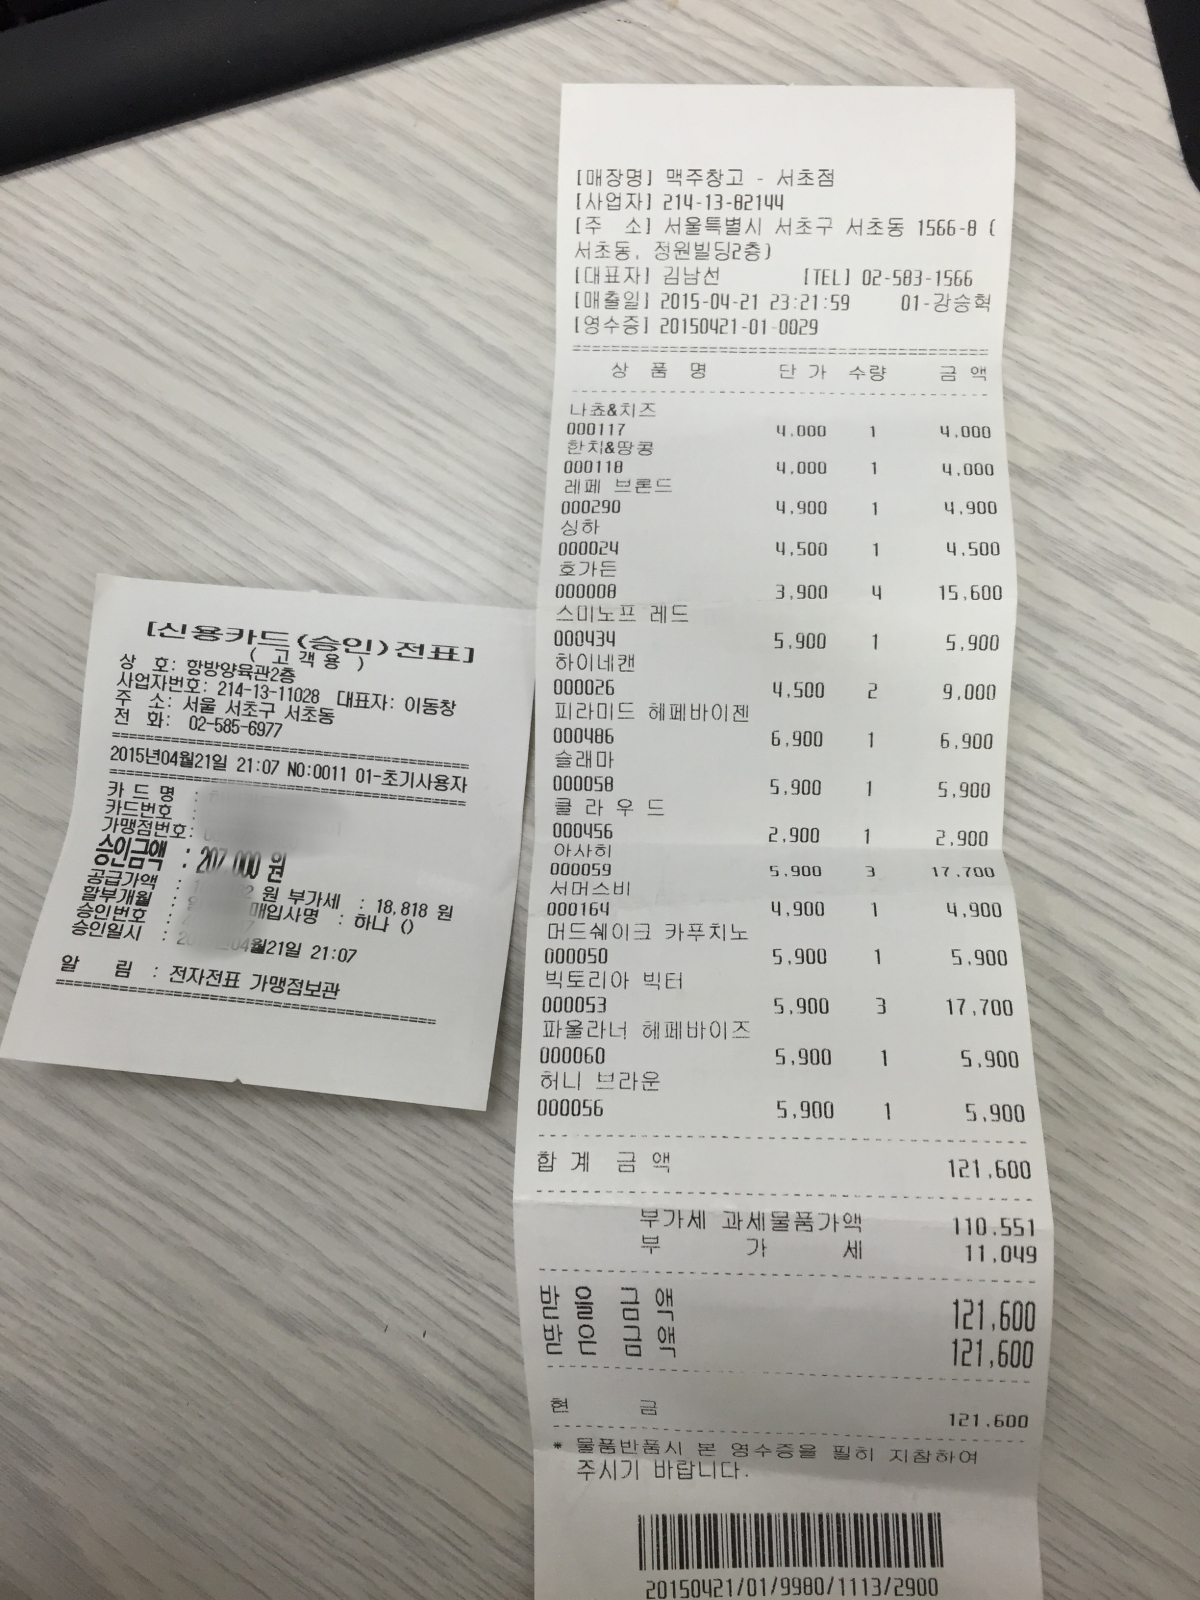 [신용카드(승인)전표]
( 고 객 용 )
상 호: 항방양육관2층
사업자번호: 214-13-11028 대표자: 이동창
주 소: 서울 서초구 서초동
전 화: 02-585-6977
2015년04월21일 21:07 NO:0011 01-초기사용자
카 드 명 :
카드번호 :
가맹점번호:
승인금액 : 207,000 원
공급가액 : 원 부가세 : 18,818 원
할부개월 : 매입사명 : 하나 ()
승인번호 :
승인일시 : 04월21일 21:07
알 림 : 전자전표 가맹점보관
[매장명] 맥주창고 - 서초점
[사업자] 214-13-82144
[주 소] 서울특별시 서초구 서초동 1566-8 (
서초동, 정원빌딩2층)
[대표자] 김남선 [TEL] 02-583-1566
[매출일] 2015-04-21 23:21:59 01-강승혁
[영수증] 20150421-01-0029
상 품 명 단 가 수량 금 액
나쵸&치즈
000117 4,000 1 4,000
한치&땅콩
000118 4,000 1 4,000
레페 브론드
000290 4,900 1 4,900
싱하
000024 4,500 1 4,500
호가든
000008 3,900 4 15,600
스미노프 레드
000434 5,900 1 5,900
하이네캔
000026 4,500 2 9,000
피라미드 헤페바이젠
000486 6,900 1 6,900
슬래마
000058 5,900 1 5,900
클 라 우 드
000456 2,900 1 2,900
아사히
000059 5,900 3 17,700
서머스비
000164 4,900 1 4,900
머드쉐이크 카푸치노
000050 5,900 1 5,900
빅토리아 빅터
000053 5,900 3 17,700
파울라너 헤페바이즈
000060 5,900 1 5,900
허니 브라운
000056 5,900 1 5,900
합 계 금 액 121,600
부가세 과세물품가액 110,551
부 가 세 11,049
받 을 금 액 121,600
받 은 금 액 121,600
현 금 121,600
* 물품반품시 본 영수증을 필히 지참하여
주시기 바랍니다.
20150421/01/9980/1113/2900